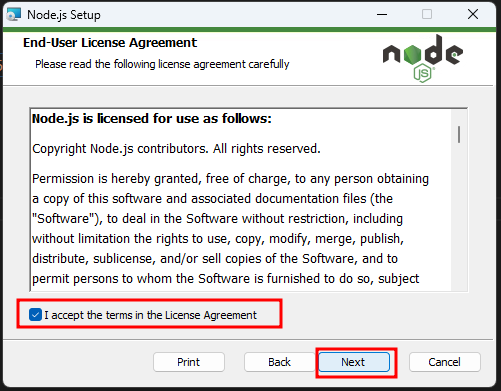 Node.js Setup
End-User License Agreement
Please read the following license agreement carefully
node
JS
Node.js is licensed for use as follows:
Copyright Node.js contributors. All rights reserved.
Permission is hereby granted, free of charge, to any person obtaining
a copy of this software and associated documentation files (the
"Software"), to deal in the Software without restriction, including
without limitation the rights to use, copy, modify, merge, publish,
distribute, sublicense, and/or sell copies of the Software, and to
permit persons to whom the Software is furnished to do so, subject
I accept the terms in the License Agreement
Print
Back
Next
Cancel